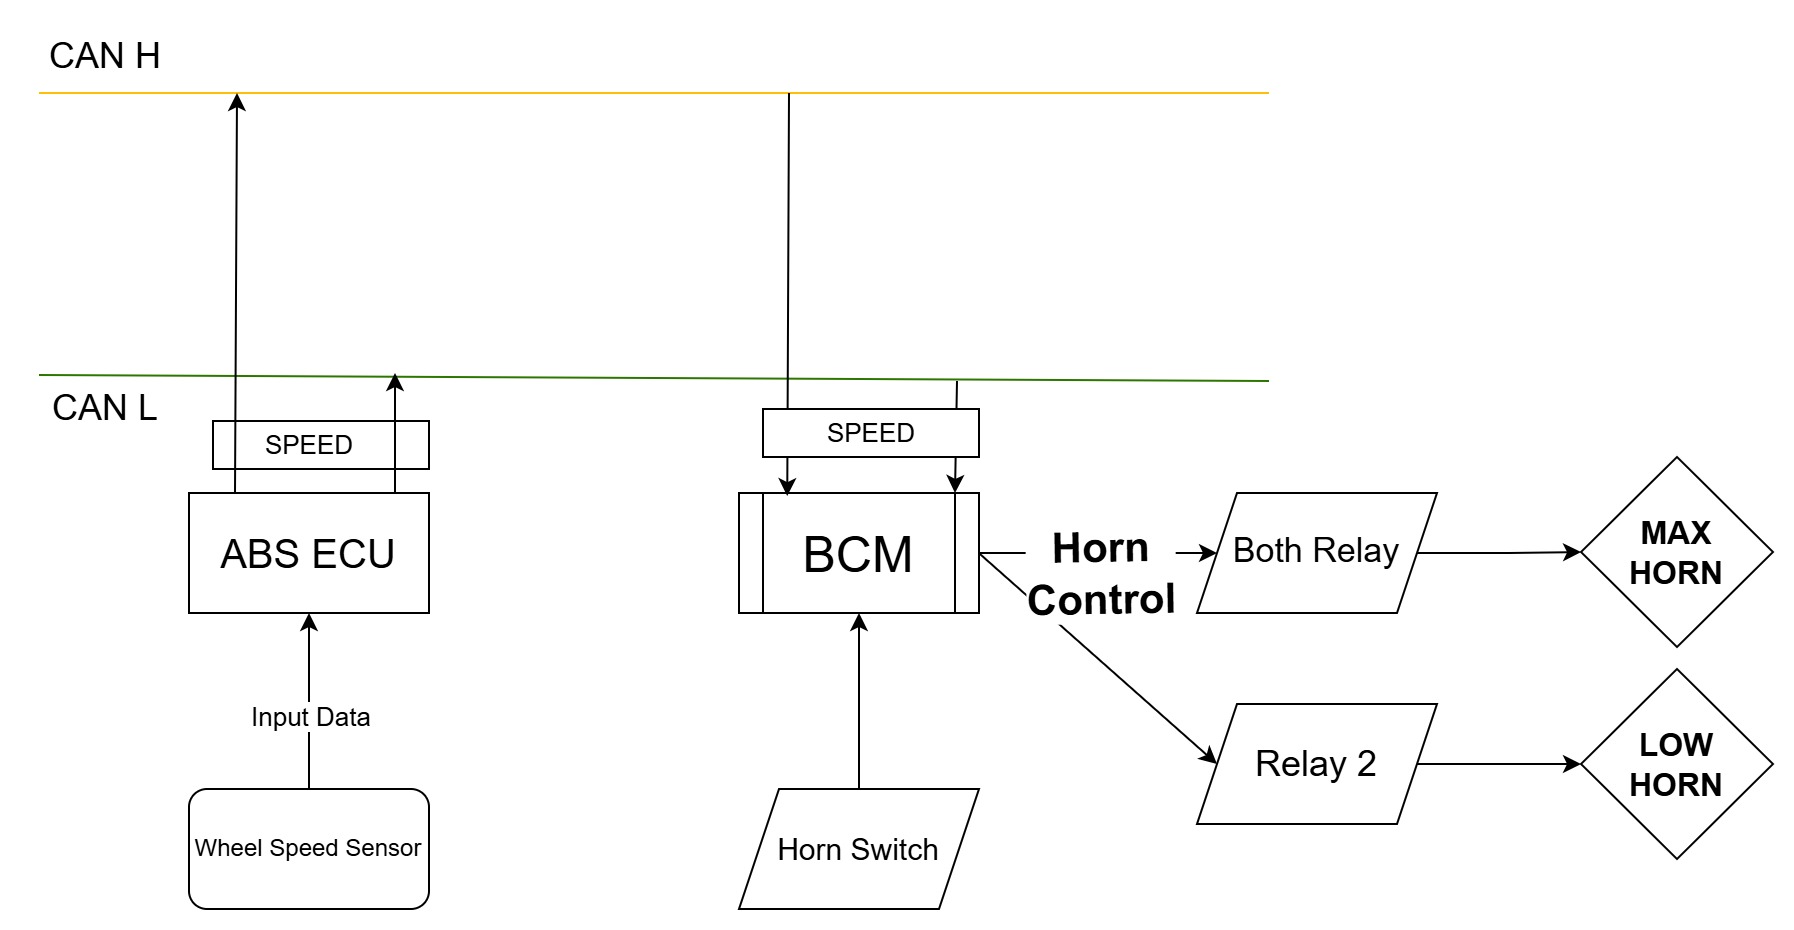 CAN H
CAN L
SPEED
SPEED
ABS ECU
BCM
Horn
Control
Both Relay
MAX
HORN
Input Data
Relay 2
LOW
HORN
Wheel Speed Sensor
Horn Switch